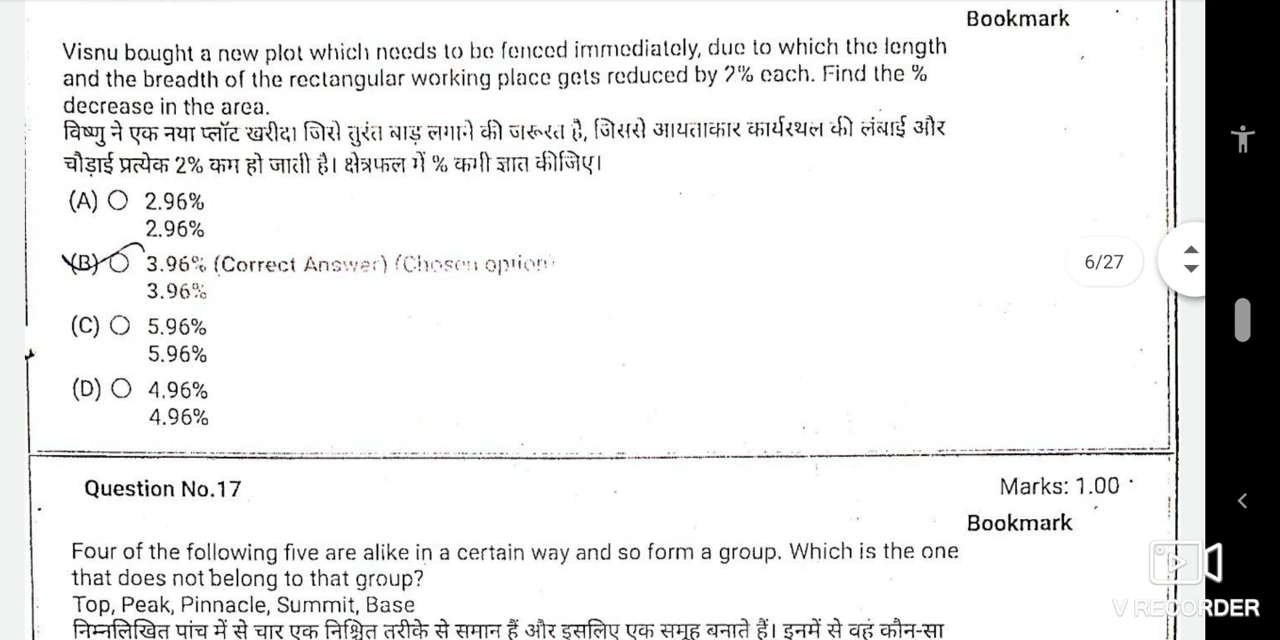 Bookmark
Visnu bought a new plot which needs to be fenced immediately, due to which the length
and the breadth of the rectangular working place gets reduced by 2% each. Find the %
decrease in the area.
विष्णु ने एक नया प्लॉट खरीदा जिसे तुरंत बाड़ लगाने की जरूरत है, जिससे आयताकार कार्यस्थल की लंबाई और
चौड़ाई प्रत्येक 2% कम हो जाती है। क्षेत्रफल में % कमी ज्ञात कीजिए।
(A) 2.96%
2.96%
(B) 3.96% (Correct Answer) (Chosen option)
3.96%
6/27
(C) 5.96%
5.96%
(D) 4.96%
4.96%
Question No.17
Marks: 1.00
Bookmark
Four of the following five are alike in a certain way and so form a group. Which is the one
that does not belong to that group?
Top, Peak, Pinnacle, Summit, Base
निम्नलिखित पांच में से चार एक निश्चित तरीके से समान हैं और इसलिए एक समूह बनाते हैं। इनमें से वह कौन-सा
V RECORDER